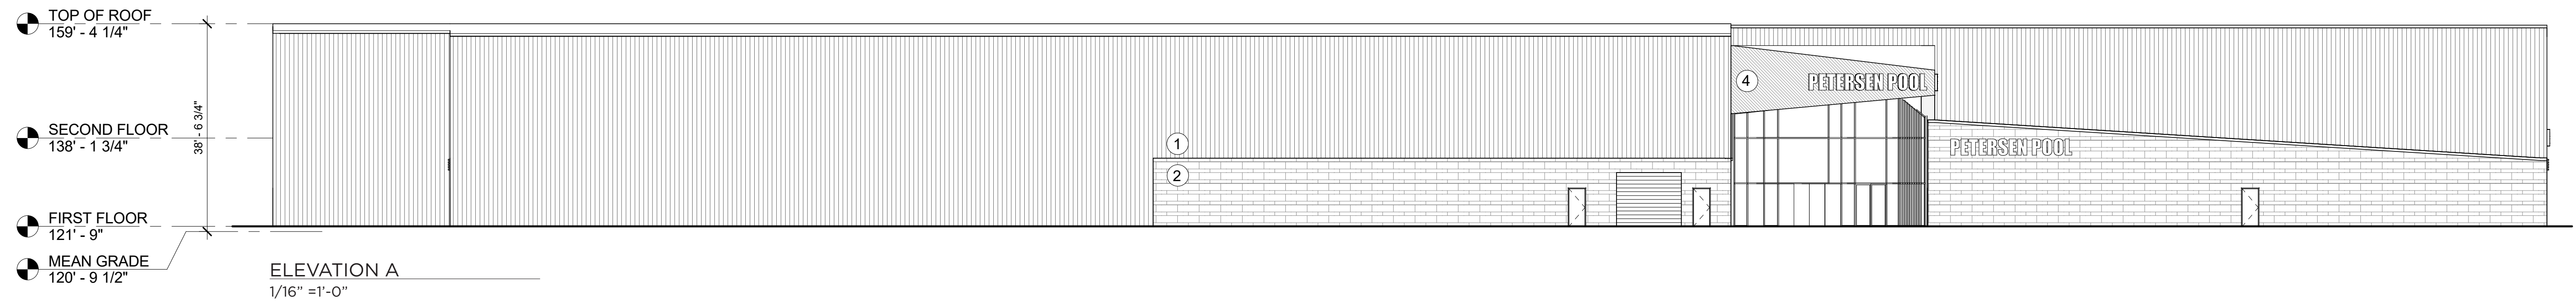 TOP OF ROOF
159' - 4 1/4"
SECOND FLOOR
138' - 1 3/4"
38' - 6 3/4"
FIRST FLOOR
121' - 9"
MEAN GRADE
120' - 9 1/2"
1
2
4
PETERSEN POOL
PETERSEN POOL
ELEVATION A
1/16” =1’-0”